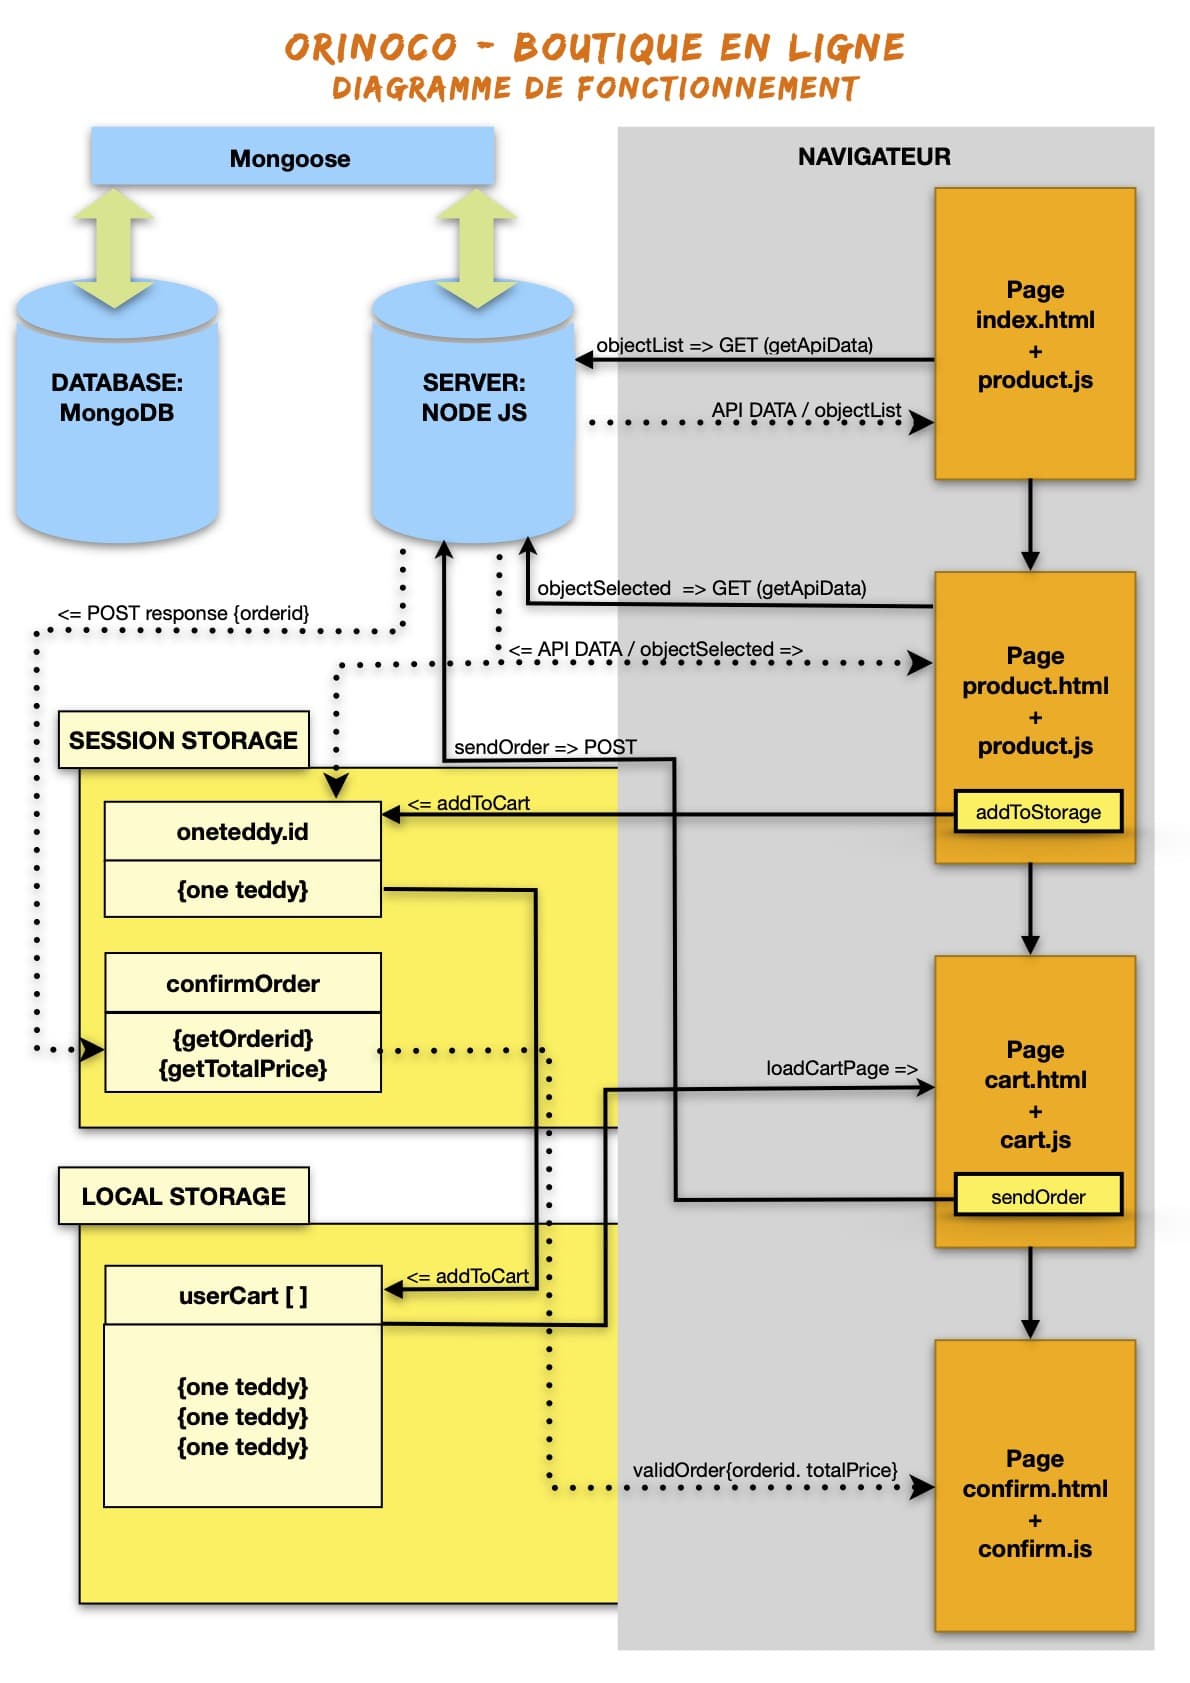 ORINOCO - BOUTIQUE EN LIGNE
DIAGRAMME DE FONCTIONNEMENT
Mongoose
NAVIGATEUR
Page
index.html
+
product.js
DATABASE:
MongoDB
SERVER:
NODE JS
objectList => GET (getApiData)
API DATA / objectList
objectSelected => GET (getApiData)
<= POST response {orderid}
<= API DATA / objectSelected =>
Page
product.html
+
product.js
addToStorage
SESSION STORAGE
sendOrder => POST
<= addToCart
oneteddy.id
{one teddy}
confirmOrder
{getOrderid}
{getTotalPrice}
loadCartPage =>
Page
cart.html
+
cart.js
sendOrder
LOCAL STORAGE
<= addToCart
userCart [ ]
{one teddy}
{one teddy}
{one teddy}
validOrder{orderid. totalPrice}
Page
confirm.html
+
confirm.js